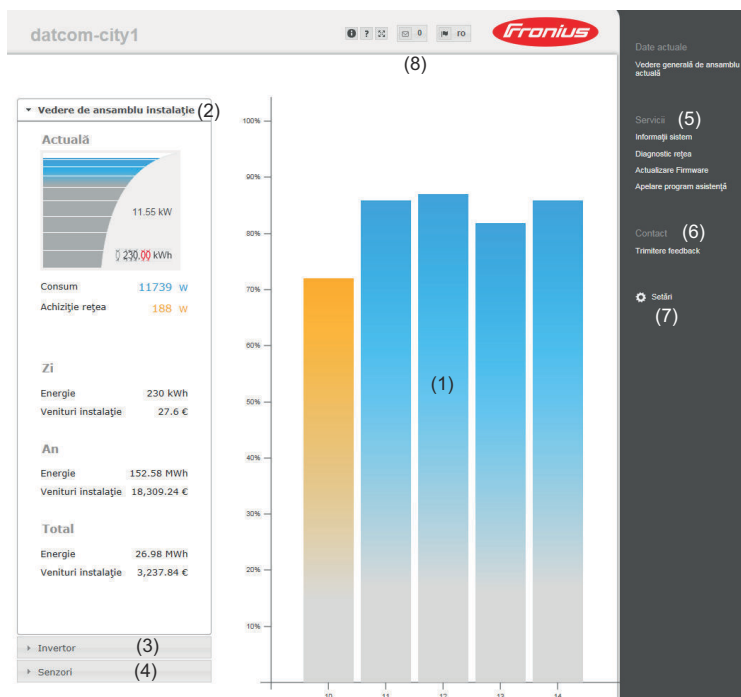 datcom-city1
i ? 0 ro
Fronius
(8)
Vedere de ansamblu instalaţie (2)
Actuală
11.55 kW
0 230.00 kWh
Consum 11739 W
Achiziţie reţea 188 W
Zi
Energie 230 kWh
Venituri instalaţie 27.6 €
An
Energie 152.58 MWh
Venituri instalaţie 18,309.24 €
Total
Energie 26.98 MWh
Venituri instalaţie 3,237.84 €
Invertor (3)
Senzori (4)
100%
90%
80%
70%
60%
50%
40%
30%
20%
10%
(1)
10 11 12 13 14
Date actuale
Vedere generală de ansamblu
actuală
Servicii (5)
Informaţii sistem
Diagnostic reţea
Actualizare Firmware
Apelare program asistenţă
Contact (6)
Trimitere feedback
Setări
(7)